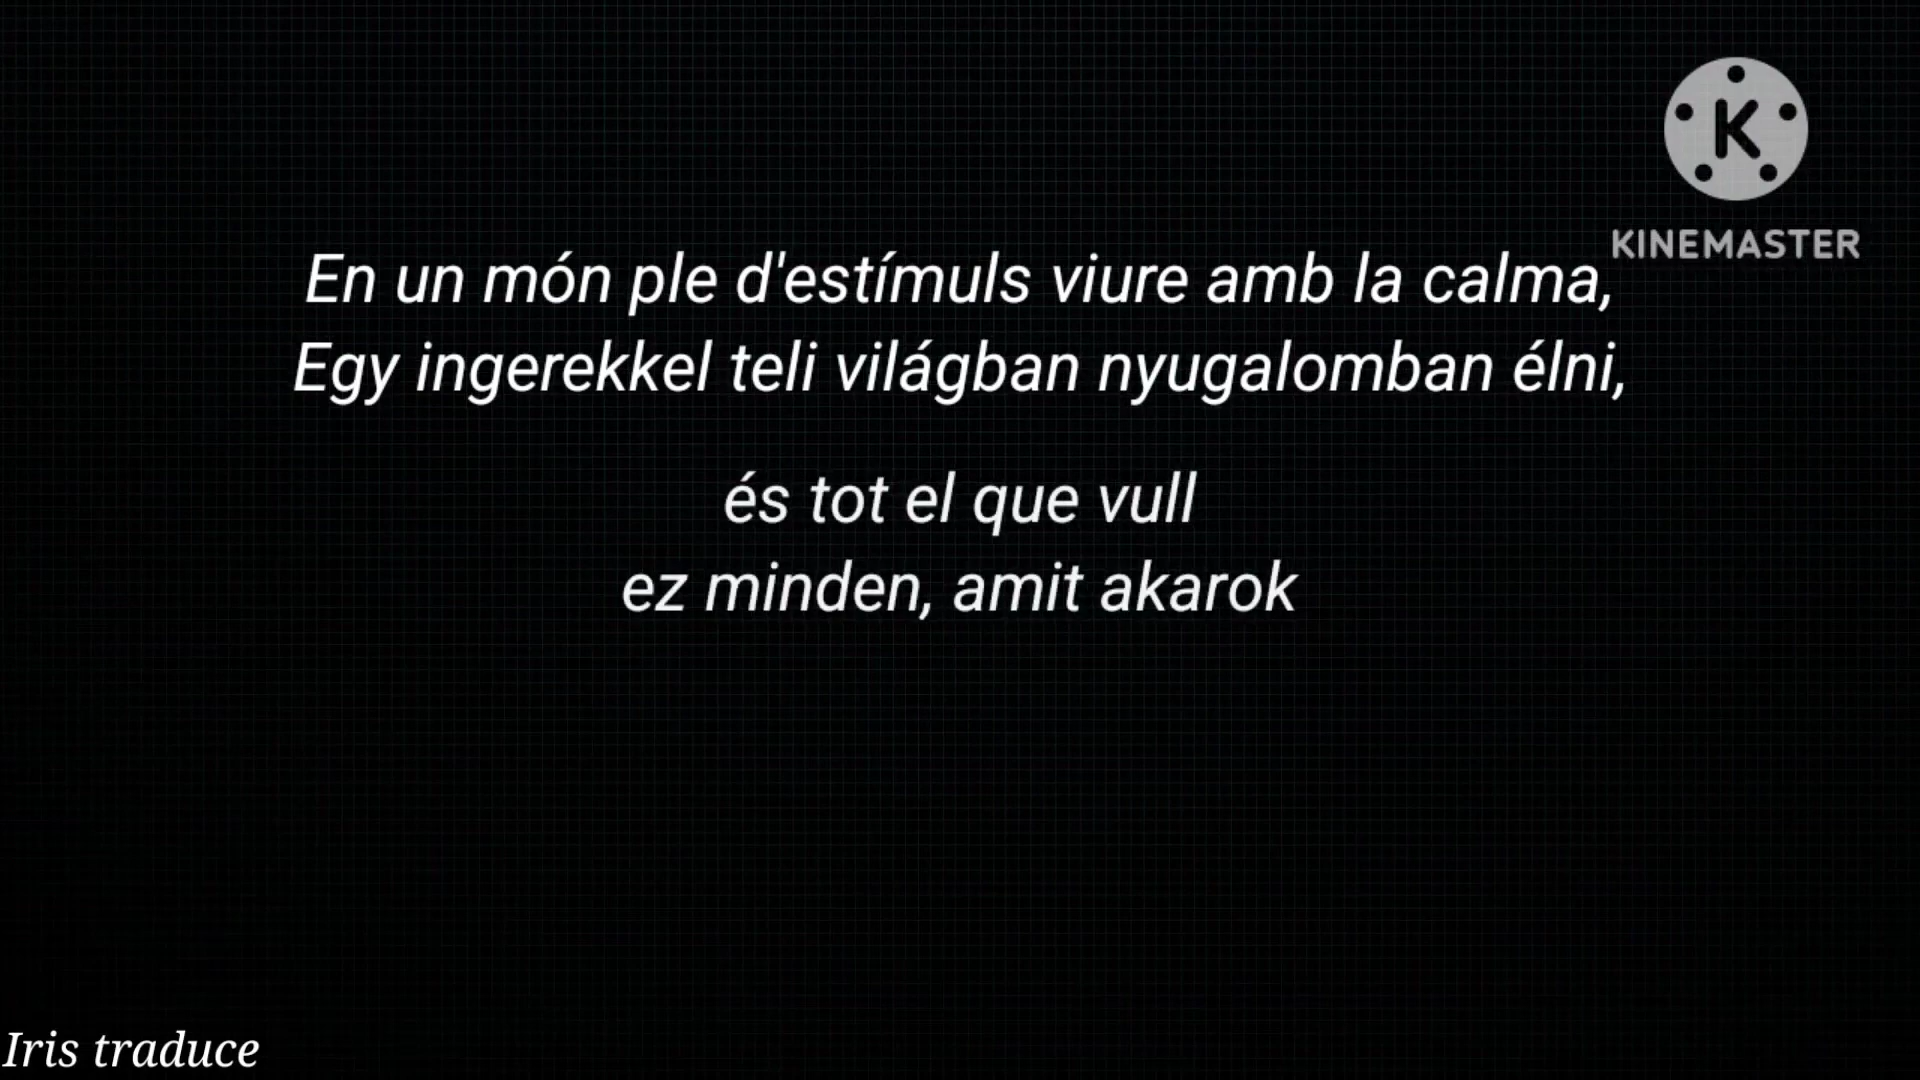 KINEMASTER
En un món ple d'estímuls viure amb la calma,
Egy ingerekkel teli világban nyugalomban élni,
és tot el que vull
ez minden, amit akarok
Iris traduce